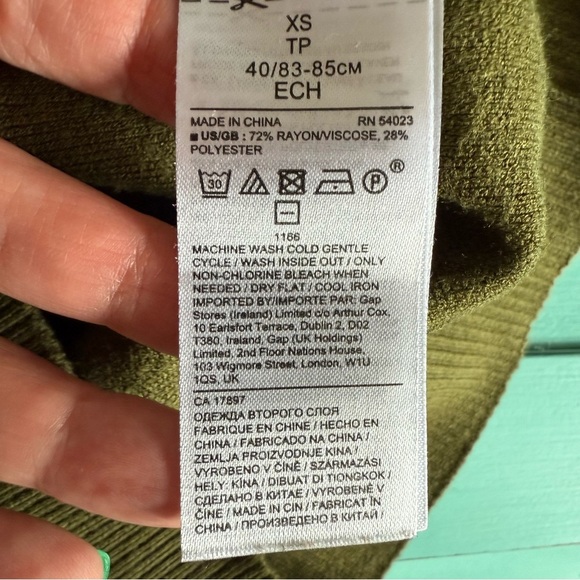 XS
TP
40/83-85CM
ECH
MADE IN CHINA RN 54023
US/GB : 72% RAYON/VISCOSE, 28%
POLYESTER
30 P ®
1166
MACHINE WASH COLD GENTLE
CYCLE / WASH INSIDE OUT / ONLY
NON-CHLORINE BLEACH WHEN
NEEDED / DRY FLAT / COOL IRON
IMPORTED BY/IMPORTE PAR: Gap
Stores (Ireland) Limited c/o Arthur Cox,
10 Earlsfort Terrace, Dublin 2, D02
T380, Ireland, Gap (UK Holdings)
Limited, 2nd Floor Nations House,
103 Wigmore Street, London, W1U
1QS, UK
CA 17897
ОДЕЖДА ВТОРОГО СЛОЯ
FABRIQUE EN CHINE / HECHO EN
CHINA / FABRICADO NA CHINA /
ZEMLJA PROIZVODNJE KINA /
VYROBENO V ČÍNĚ / SZÁRMAZÁSI
HELY: KÍNA / DIBUAT DI TIONGKOK /
СДЕЛАНО В КИТАЕ / VYROBENÉ V
ČÍNE / MADE IN CHINA / FABRICAT ÎN
CHINA / ПРОИЗВЕДЕНО В КИТАЙ /